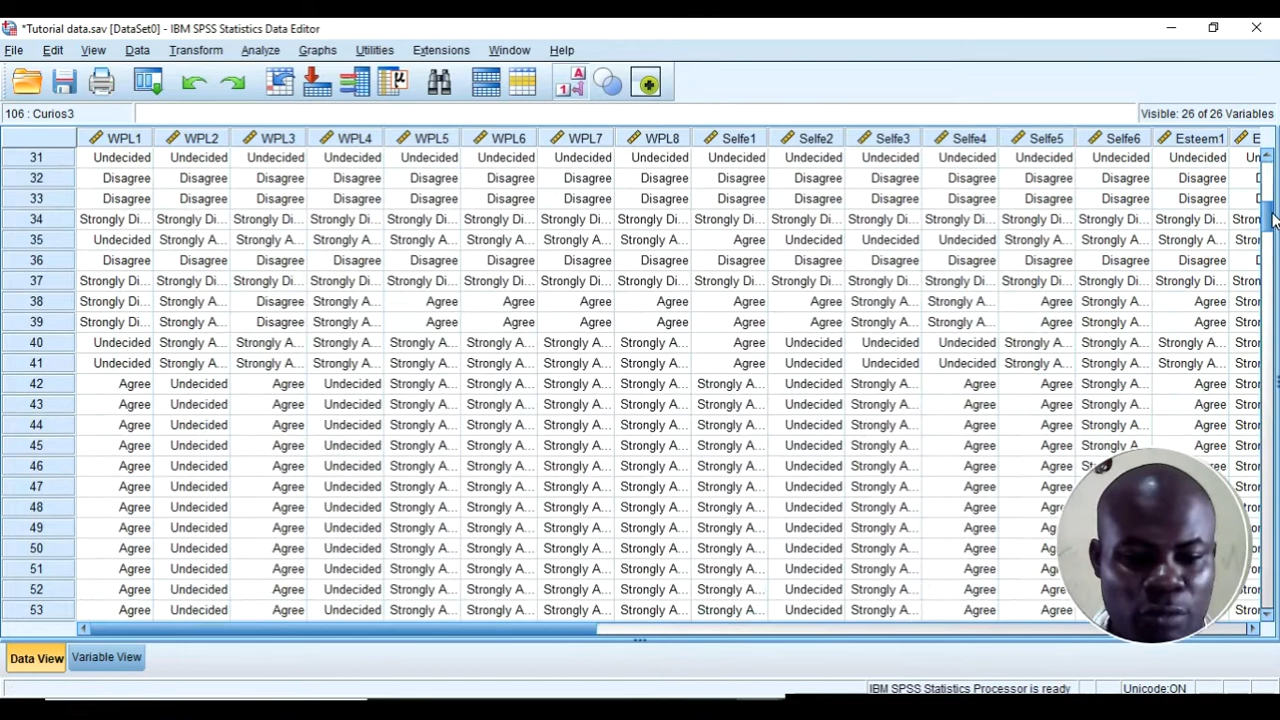 *Tutorial data.sav [DataSet0] - IBM SPSS Statistics Data Editor
File Edit View Data Transform Analyze Graphs Utilities Extensions Window Help
106 : Curios3 Visible: 26 of 26 Variables
WPL1 WPL2 WPL3 WPL4 WPL5 WPL6 WPL7 WPL8 Selfe1 Selfe2 Selfe3 Selfe4 Selfe5 Selfe6 Esteem1 E
31 Undecided Undecided Undecided Undecided Undecided Undecided Undecided Undecided Undecided Undecided Undecided Undecided Undecided Undecided Undecided Un
32 Disagree Disagree Disagree Disagree Disagree Disagree Disagree Disagree Disagree Disagree Disagree Disagree Disagree Disagree Disagree
33 Disagree Disagree Disagree Disagree Disagree Disagree Disagree Disagree Disagree Disagree Disagree Disagree Disagree Disagree Disagree
34 Strongly Di... Strongly Di... Strongly Di... Strongly Di... Strongly Di... Strongly Di... Strongly Di... Strongly Di... Strongly Di... Strongly Di... Strongly Di... Strongly Di... Strongly Di... Strongly Di... Strongly Di... Stron
35 Undecided Strongly A... Strongly A... Strongly A... Strongly A... Strongly A... Strongly A... Strongly A... Agree Undecided Undecided Undecided Strongly A... Strongly A... Strongly A... Stror
36 Disagree Disagree Disagree Disagree Disagree Disagree Disagree Disagree Disagree Disagree Disagree Disagree Disagree Disagree Disagree
37 Strongly Di... Strongly Di... Strongly Di... Strongly Di... Strongly Di... Strongly Di... Strongly Di... Strongly Di... Strongly Di... Strongly Di... Strongly Di... Strongly Di... Strongly Di... Strongly Di... Strongly Di... Stron
38 Strongly Di... Strongly A... Disagree Strongly A... Agree Agree Agree Agree Agree Agree Strongly A... Strongly A... Agree Strongly A... Agree Stron
39 Strongly Di... Strongly A... Disagree Strongly A... Agree Agree Agree Agree Agree Agree Strongly A... Strongly A... Agree Strongly A... Agree Stron
40 Undecided Strongly A... Strongly A... Strongly A... Strongly A... Strongly A... Strongly A... Strongly A... Agree Undecided Undecided Undecided Strongly A... Strongly A... Strongly A... Stron
41 Undecided Strongly A... Strongly A... Strongly A... Strongly A... Strongly A... Strongly A... Strongly A... Agree Undecided Undecided Undecided Strongly A... Strongly A... Strongly A... Stron
42 Agree Undecided Agree Undecided Strongly A... Strongly A... Strongly A... Strongly A... Strongly A... Undecided Strongly A... Agree Agree Strongly A... Agree Stron
43 Agree Undecided Agree Undecided Strongly A... Strongly A... Strongly A... Strongly A... Strongly A... Undecided Strongly A... Agree Agree Strongly A... Agree Stron
44 Agree Undecided Agree Undecided Strongly A... Strongly A... Strongly A... Strongly A... Strongly A... Undecided Strongly A... Agree Agree Strongly A... Agree Stron
45 Agree Undecided Agree Undecided Strongly A... Strongly A... Strongly A... Strongly A... Strongly A... Undecided Strongly A... Agree Agree Strongly A... Agree Stron
46 Agree Undecided Agree Undecided Strongly A... Strongly A... Strongly A... Strongly A... Strongly A... Undecided Strongly A... Agree Agree Agree Stron
47 Agree Undecided Agree Undecided Strongly A... Strongly A... Strongly A... Strongly A... Strongly A... Undecided Strongly A... Agree Agree Stron
48 Agree Undecided Agree Undecided Strongly A... Strongly A... Strongly A... Strongly A... Strongly A... Undecided Strongly A... Agree Agree
49 Agree Undecided Agree Undecided Strongly A... Strongly A... Strongly A... Strongly A... Strongly A... Undecided Strongly A... Agree
50 Agree Undecided Agree Undecided Strongly A... Strongly A... Strongly A... Strongly A... Strongly A... Undecided Strongly A... Agree
51 Agree Undecided Agree Undecided Strongly A... Strongly A... Strongly A... Strongly A... Strongly A... Undecided Strongly A... Agree
52 Agree Undecided Agree Undecided Strongly A... Strongly A... Strongly A... Strongly A... Strongly A... Undecided Strongly A... Agree Agree
53 Agree Undecided Agree Undecided Strongly A... Strongly A... Strongly A... Strongly A... Strongly A... Undecided Strongly A... Agree Agree
Data View Variable View
IBM SPSS Statistics Processor is ready Unicode:ON